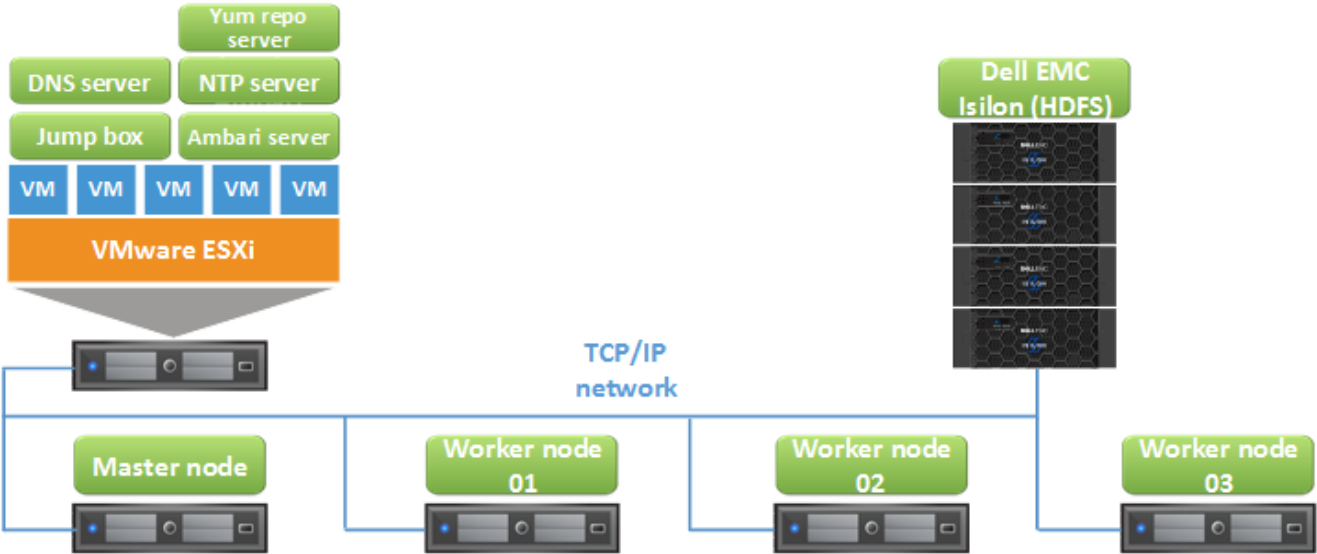 Yum repo
server
DNS server
NTP server
Jump box
Ambari server
VM
VM
VM
VM
VM
VMware ESXi
Dell EMC
Isilon (HDFS)
TCP/IP
network
Master node
Worker node
01
Worker node
02
Worker node
03